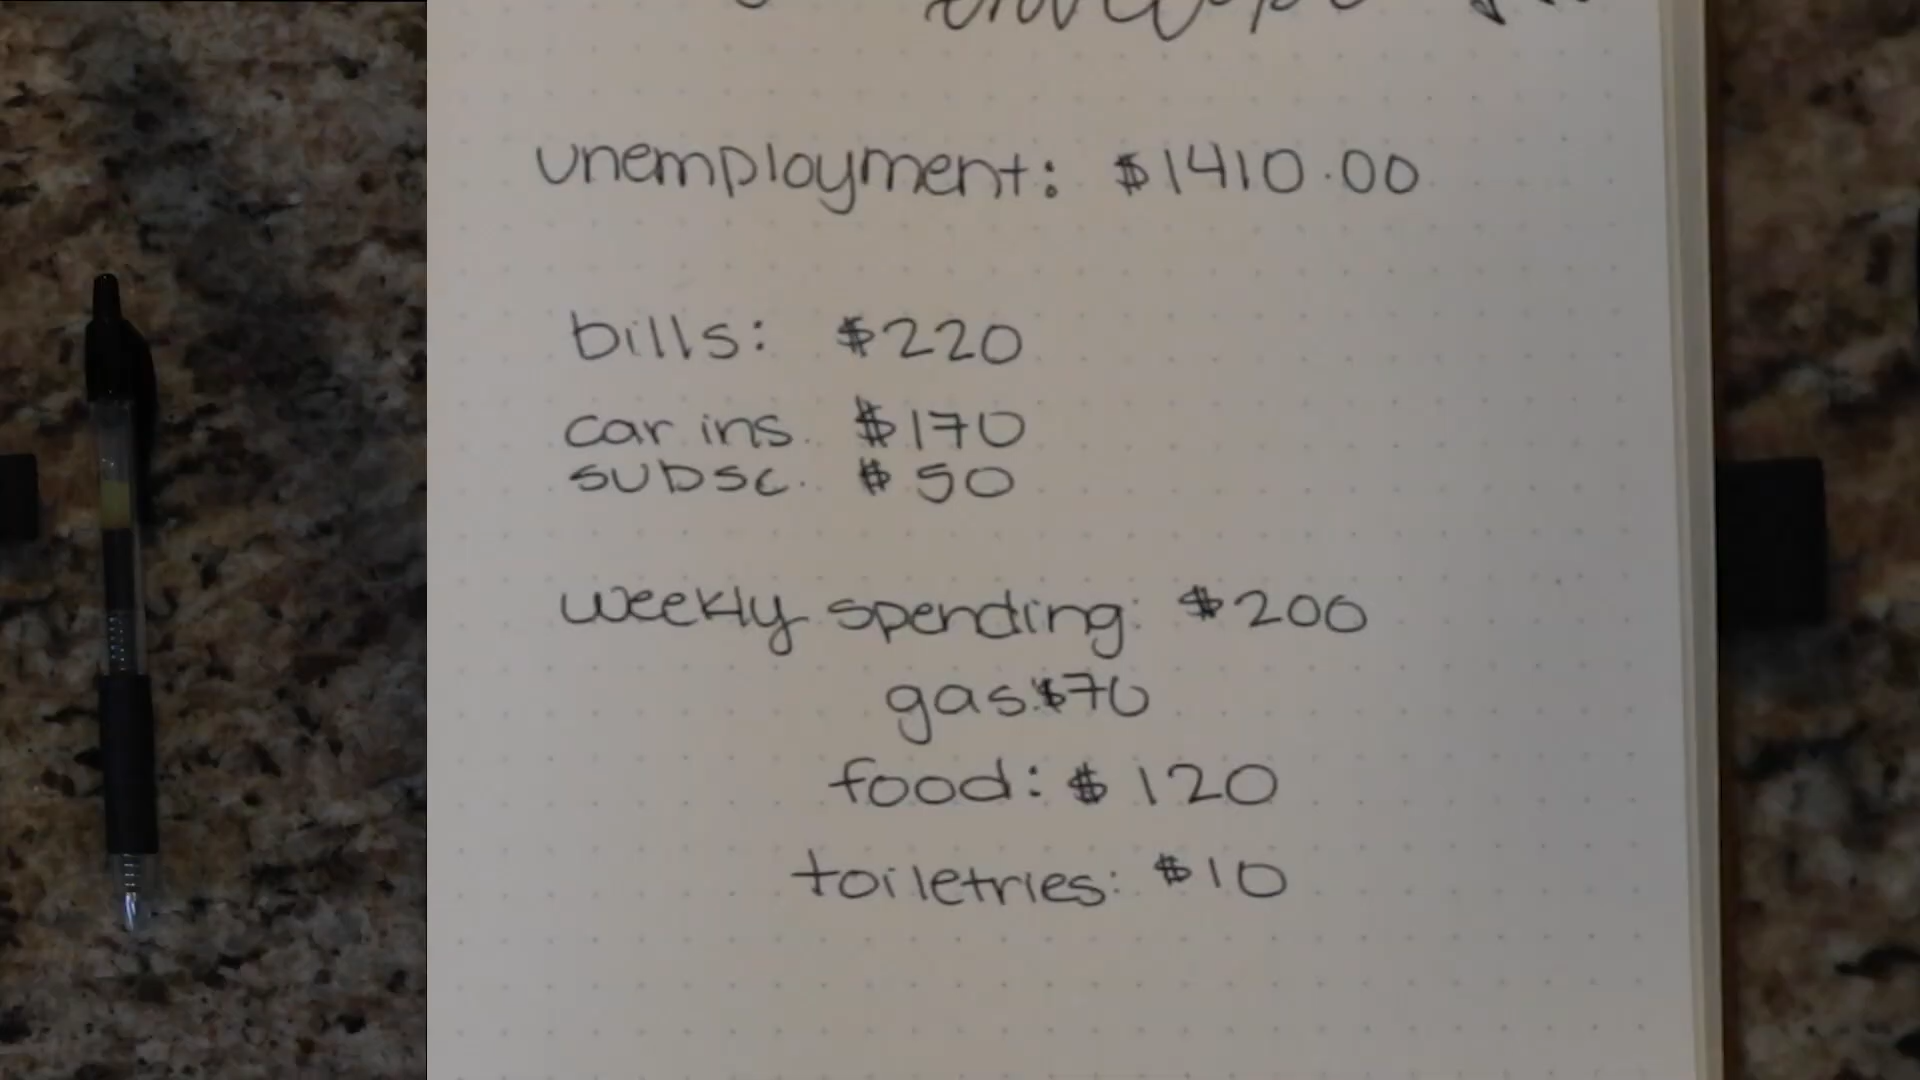 envelope
unemployment: $1410.00
bills: $220
car ins. $170
subsc. $50
weekly spending: $200
gas: $70
food: $120
toiletries: $10